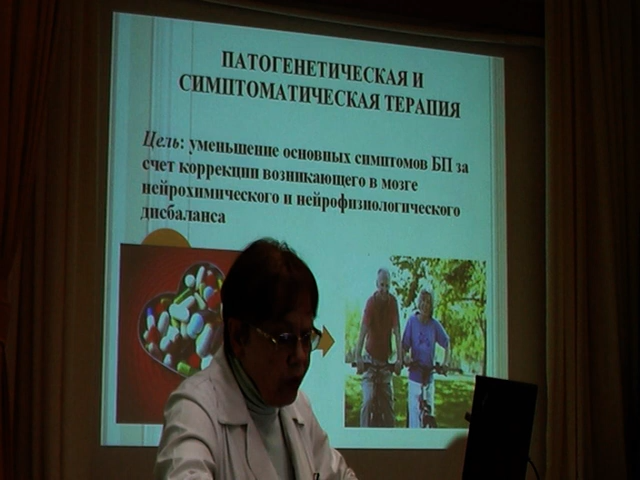 ПАТОГЕНЕТИЧЕСКАЯ И
СИМПТОМАТИЧЕСКАЯ ТЕРАПИЯ
Цель: уменьшение основных симптомов БП за
счет коррекции возникающего в мозге
нейрохимического и нейрофизиологического
дисбаланса